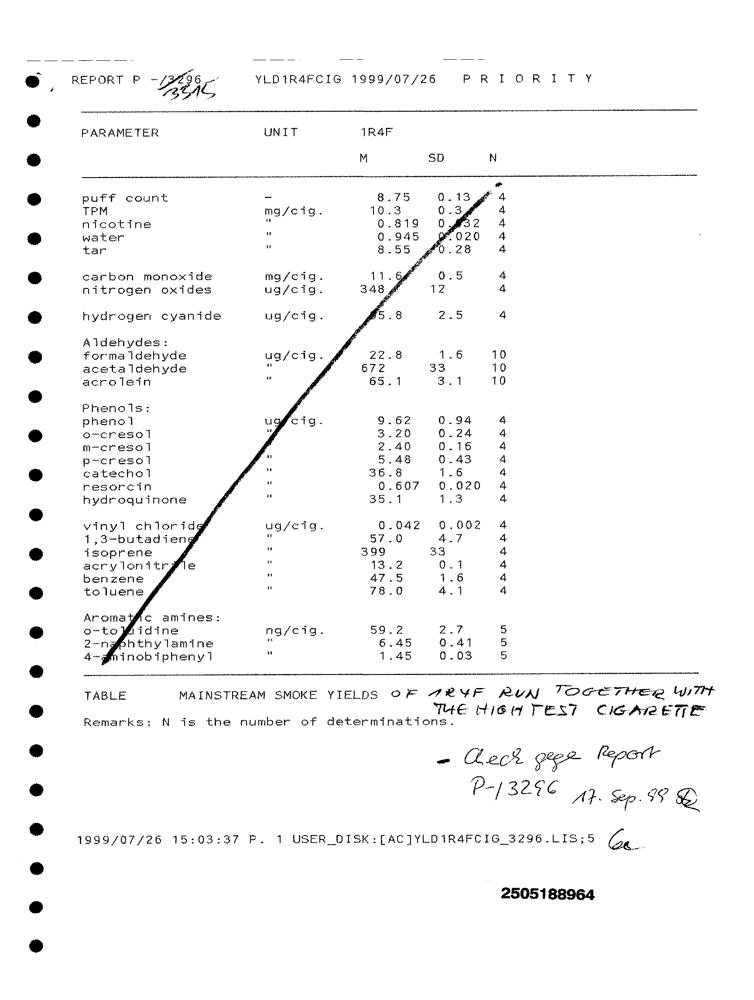 REPORT P -13296 YLD1R4FCIG 1999/07/26 P R I O R I T Y
PARAMETER UNIT 1R4F
M SD N
puff count - 8.75 0.13 4
TPM mg/cig. 10.3 0.3 4
nicotine " 0.819 0.032 4
water " 0.945 0.020 4
tar " 8.55 0.28 4
carbon monoxide mg/cig. 11.6 0.5 4
nitrogen oxides ug/cig. 348 12 4
hydrogen cyanide ug/cig. 5.8 2.5 4
Aldehydes:
formaldehyde ug/cig. 22.8 1.6 10
acetaldehyde " 672 33 10
acrolein " 65.1 3.1 10
Phenols:
phenol ug/cig. 9.62 0.94 4
o-cresol " 3.20 0.24 4
m-cresol " 2.40 0.16 4
p-cresol " 5.48 0.43 4
catechol " 36.8 1.6 4
resorcin " 0.607 0.020 4
hydroquinone " 35.1 1.3 4
vinyl chloride ug/cig. 0.042 0.002 4
1,3-butadiene " 57.0 4.7 4
isoprene " 399 33 4
acrylonitrile " 13.2 0.1 4
benzene " 47.5 1.6 4
toluene " 78.0 4.1 4
Aromatic amines:
o-toluidine ng/cig. 59.2 2.7 5
2-naphthylamine " 6.45 0.41 5
4-aminobiphenyl " 1.45 0.03 5
TABLE MAINSTREAM SMOKE YIELDS OF 1R4F RUN TOGETHER WITH
THE HIGH TEST CIGARETTE
Remarks: N is the number of determinations.
- Check gege Report
P-13296 17. Sep. 99
1999/07/26 15:03:37 P. 1 USER_DISK:[AC]YLD1R4FCIG_3296.LIS;5
2505188964